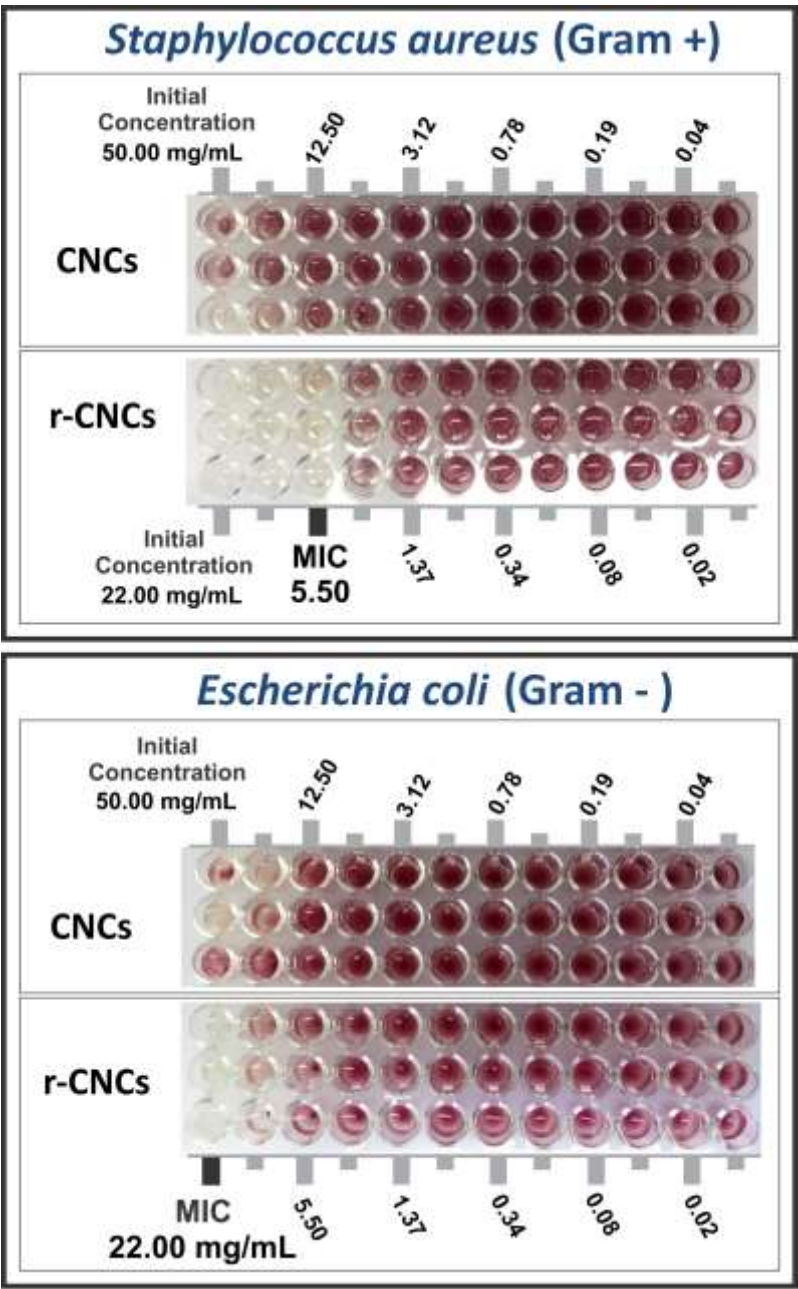 Staphylococcus aureus (Gram +)
Initial
Concentration
50.00 mg/mL
12.50
3.12
0.78
0.19
0.04
CNCs
r-CNCs
Initial
Concentration
22.00 mg/mL
MIC
5.50
1.37
0.34
0.08
0.02
Escherichia coli (Gram - )
Initial
Concentration
50.00 mg/mL
12.50
3.12
0.78
0.19
0.04
CNCs
r-CNCs
MIC
22.00 mg/mL
5.50
1.37
0.34
0.08
0.02